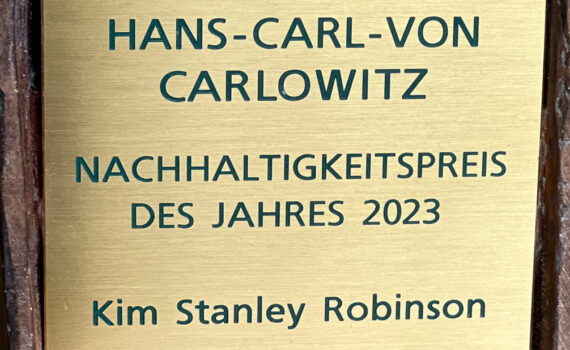 HANS-CARL-VON
CARLOWITZ
NACHHALTIGKEITSPREIS
DES JAHRES 2023
Kim Stanley Robinson